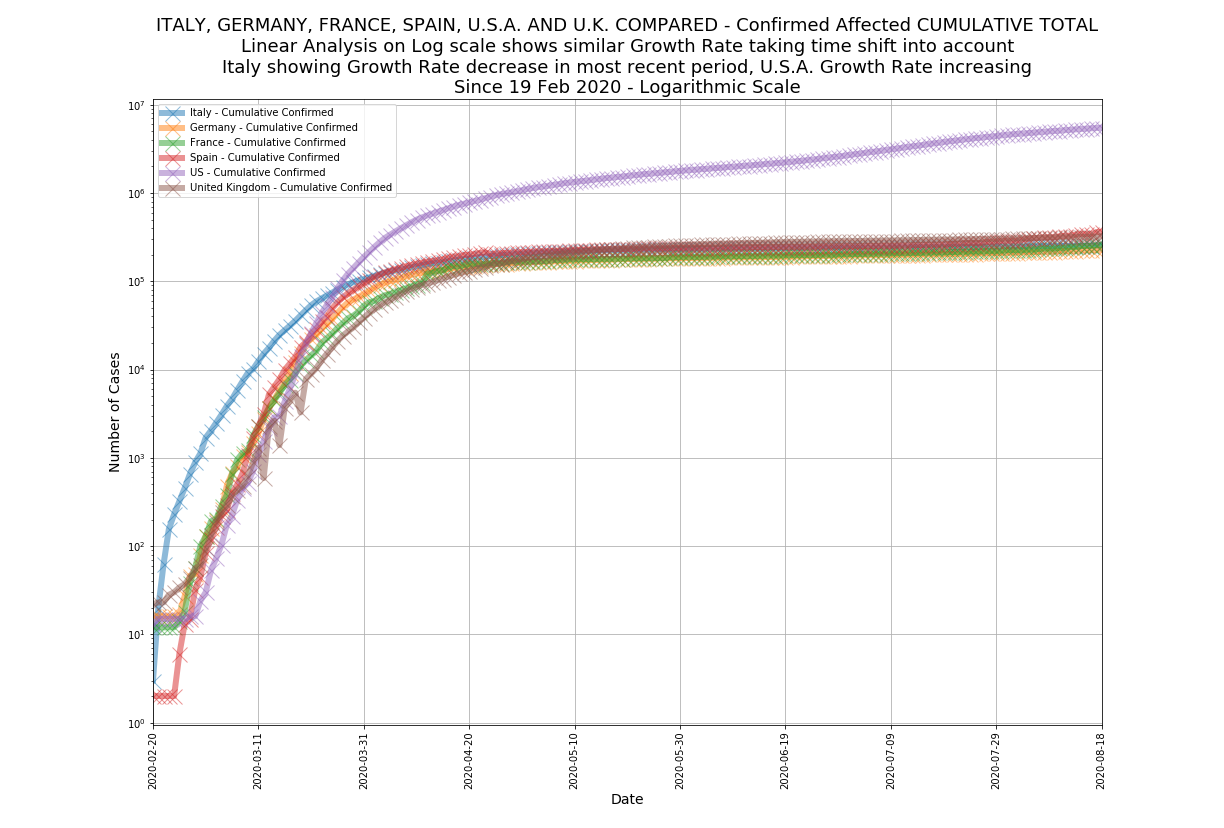 ITALY, GERMANY, FRANCE, SPAIN, U.S.A. AND U.K. COMPARED - Confirmed Affected CUMULATIVE TOTAL
Linear Analysis on Log scale shows similar Growth Rate taking time shift into account
Italy showing Growth Rate decrease in most recent period, U.S.A. Growth Rate increasing
Since 19 Feb 2020 - Logarithmic Scale
Italy - Cumulative Confirmed
Germany - Cumulative Confirmed
France - Cumulative Confirmed
Spain - Cumulative Confirmed
US - Cumulative Confirmed
United Kingdom - Cumulative Confirmed
Number of Cases
10⁷
10⁶
10⁵
10⁴
10³
10²
10¹
10⁰
2020-02-20
2020-03-11
2020-03-31
2020-04-20
2020-05-10
2020-05-30
2020-06-19
2020-07-09
2020-07-29
2020-08-18
Date